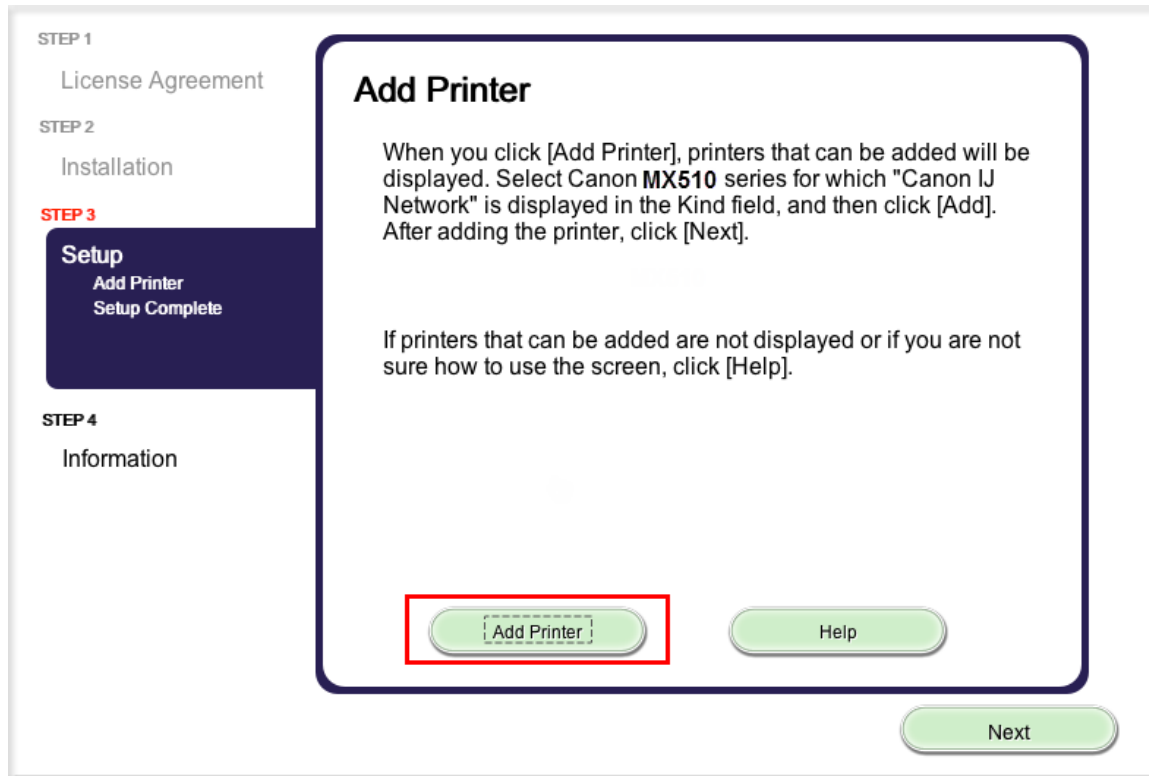 STEP 1
License Agreement
STEP 2
Installation
STEP 3
Setup
Add Printer
Setup Complete
STEP 4
Information
Add Printer
When you click [Add Printer], printers that can be added will be
displayed. Select Canon MX510 series for which "Canon IJ
Network" is displayed in the Kind field, and then click [Add].
After adding the printer, click [Next].
If printers that can be added are not displayed or if you are not
sure how to use the screen, click [Help].
Add Printer
Help
Next